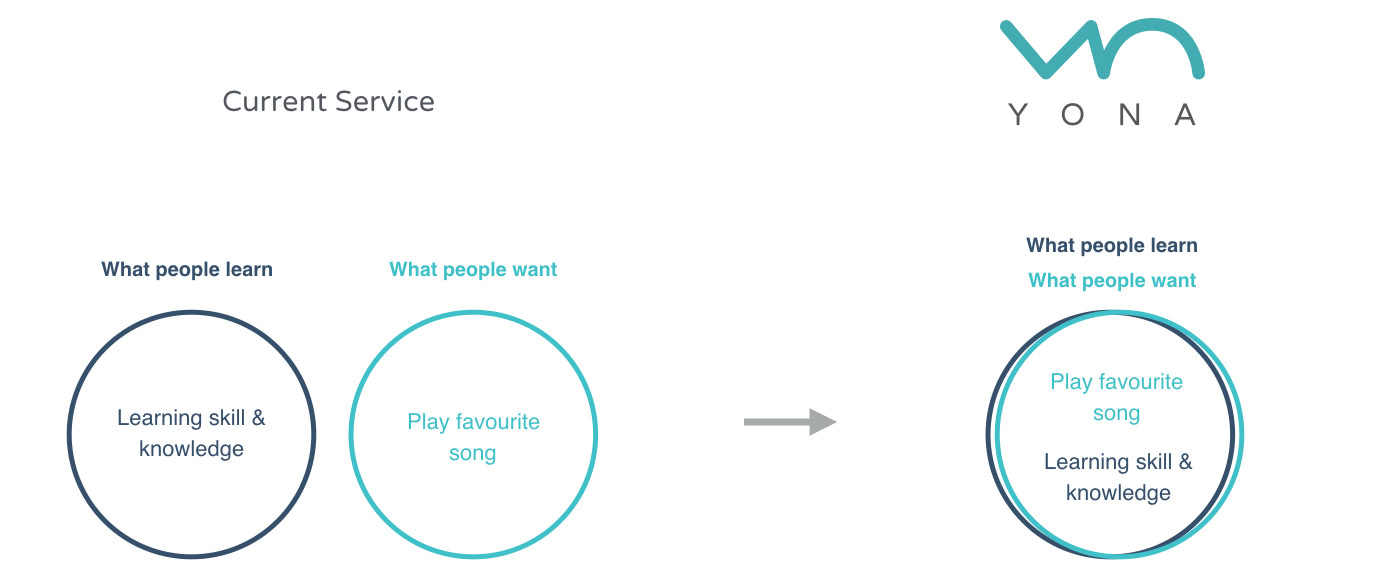 Current Service
YONA
What people learn
What people want
Learning skill &
knowledge
Play favourite
song
What people learn
What people want
Play favourite
song
Learning skill &
knowledge